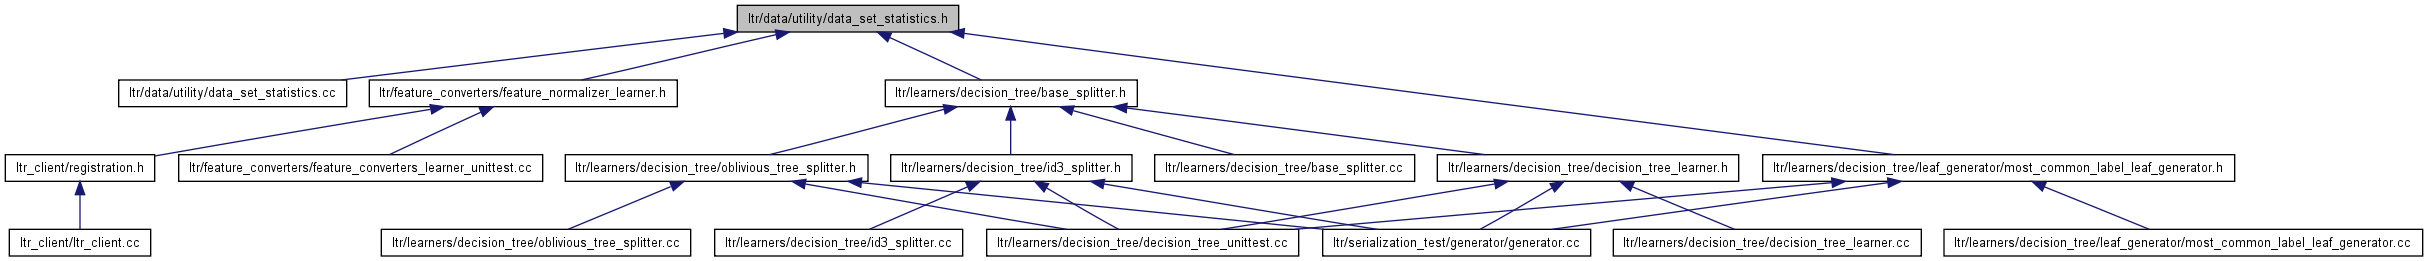 ltr/data/utility/data_set_statistics.h
ltr/data/utility/data_set_statistics.cc
ltr/feature_converters/feature_normalizer_learner.h
ltr/learners/decision_tree/base_splitter.h
ltr_client/registration.h
ltr/feature_converters/feature_converters_learner_unittest.cc
ltr/learners/decision_tree/oblivious_tree_splitter.h
ltr/learners/decision_tree/id3_splitter.h
ltr/learners/decision_tree/base_splitter.cc
ltr/learners/decision_tree/decision_tree_learner.h
ltr/learners/decision_tree/leaf_generator/most_common_label_leaf_generator.h
ltr_client/ltr_client.cc
ltr/learners/decision_tree/oblivious_tree_splitter.cc
ltr/learners/decision_tree/id3_splitter.cc
ltr/learners/decision_tree/decision_tree_unittest.cc
ltr/serialization_test/generator/generator.cc
ltr/learners/decision_tree/decision_tree_learner.cc
ltr/learners/decision_tree/leaf_generator/most_common_label_leaf_generator.cc